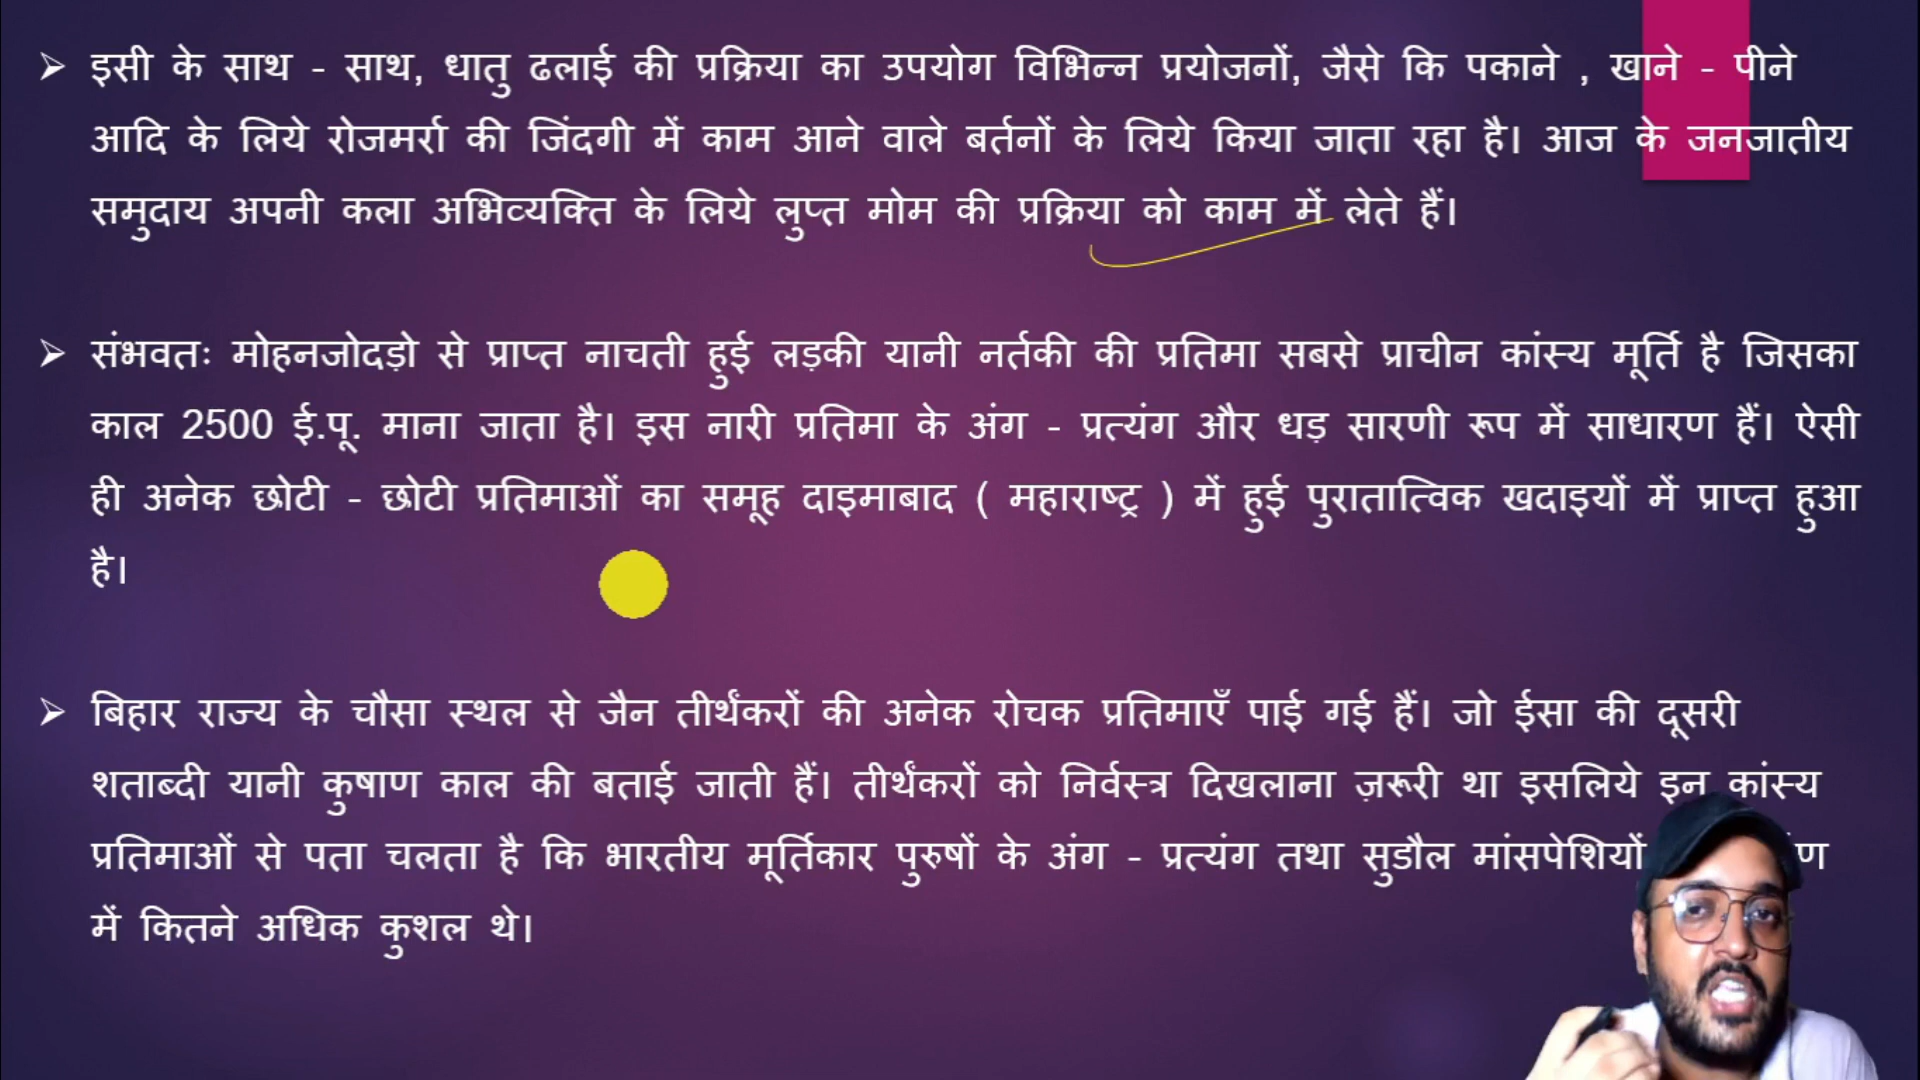 इसी के साथ - साथ, धातु ढलाई की प्रक्रिया का उपयोग विभिन्न प्रयोजनों, जैसे कि पकाने , खाने - पीने
आदि के लिये रोजमर्रा की जिंदगी में काम आने वाले बर्तनों के लिये किया जाता रहा है। आज के जनजातीय
समुदाय अपनी कला अभिव्यक्ति के लिये लुप्त मोम की प्रक्रिया को काम में लेते हैं।
संभवतः मोहनजोदड़ो से प्राप्त नाचती हुई लड़की यानी नर्तकी की प्रतिमा सबसे प्राचीन कांस्य मूर्ति है जिसका
काल 2500 ई.पू. माना जाता है। इस नारी प्रतिमा के अंग - प्रत्यंग और धड़ सारणी रूप में साधारण हैं। ऐसी
ही अनेक छोटी - छोटी प्रतिमाओं का समूह दाइमाबाद ( महाराष्ट्र ) में हुई पुरातात्विक खदाइयों में प्राप्त हुआ
है।
बिहार राज्य के चौसा स्थल से जैन तीर्थंकरों की अनेक रोचक प्रतिमाएँ पाई गई हैं। जो ईसा की दूसरी
शताब्दी यानी कुषाण काल की बताई जाती हैं। तीर्थंकरों को निर्वस्त्र दिखलाना ज़रूरी था इसलिये इन कांस्य
प्रतिमाओं से पता चलता है कि भारतीय मूर्तिकार पुरुषों के अंग - प्रत्यंग तथा सुडौल मांसपेशियों
में कितने अधिक कुशल थे।